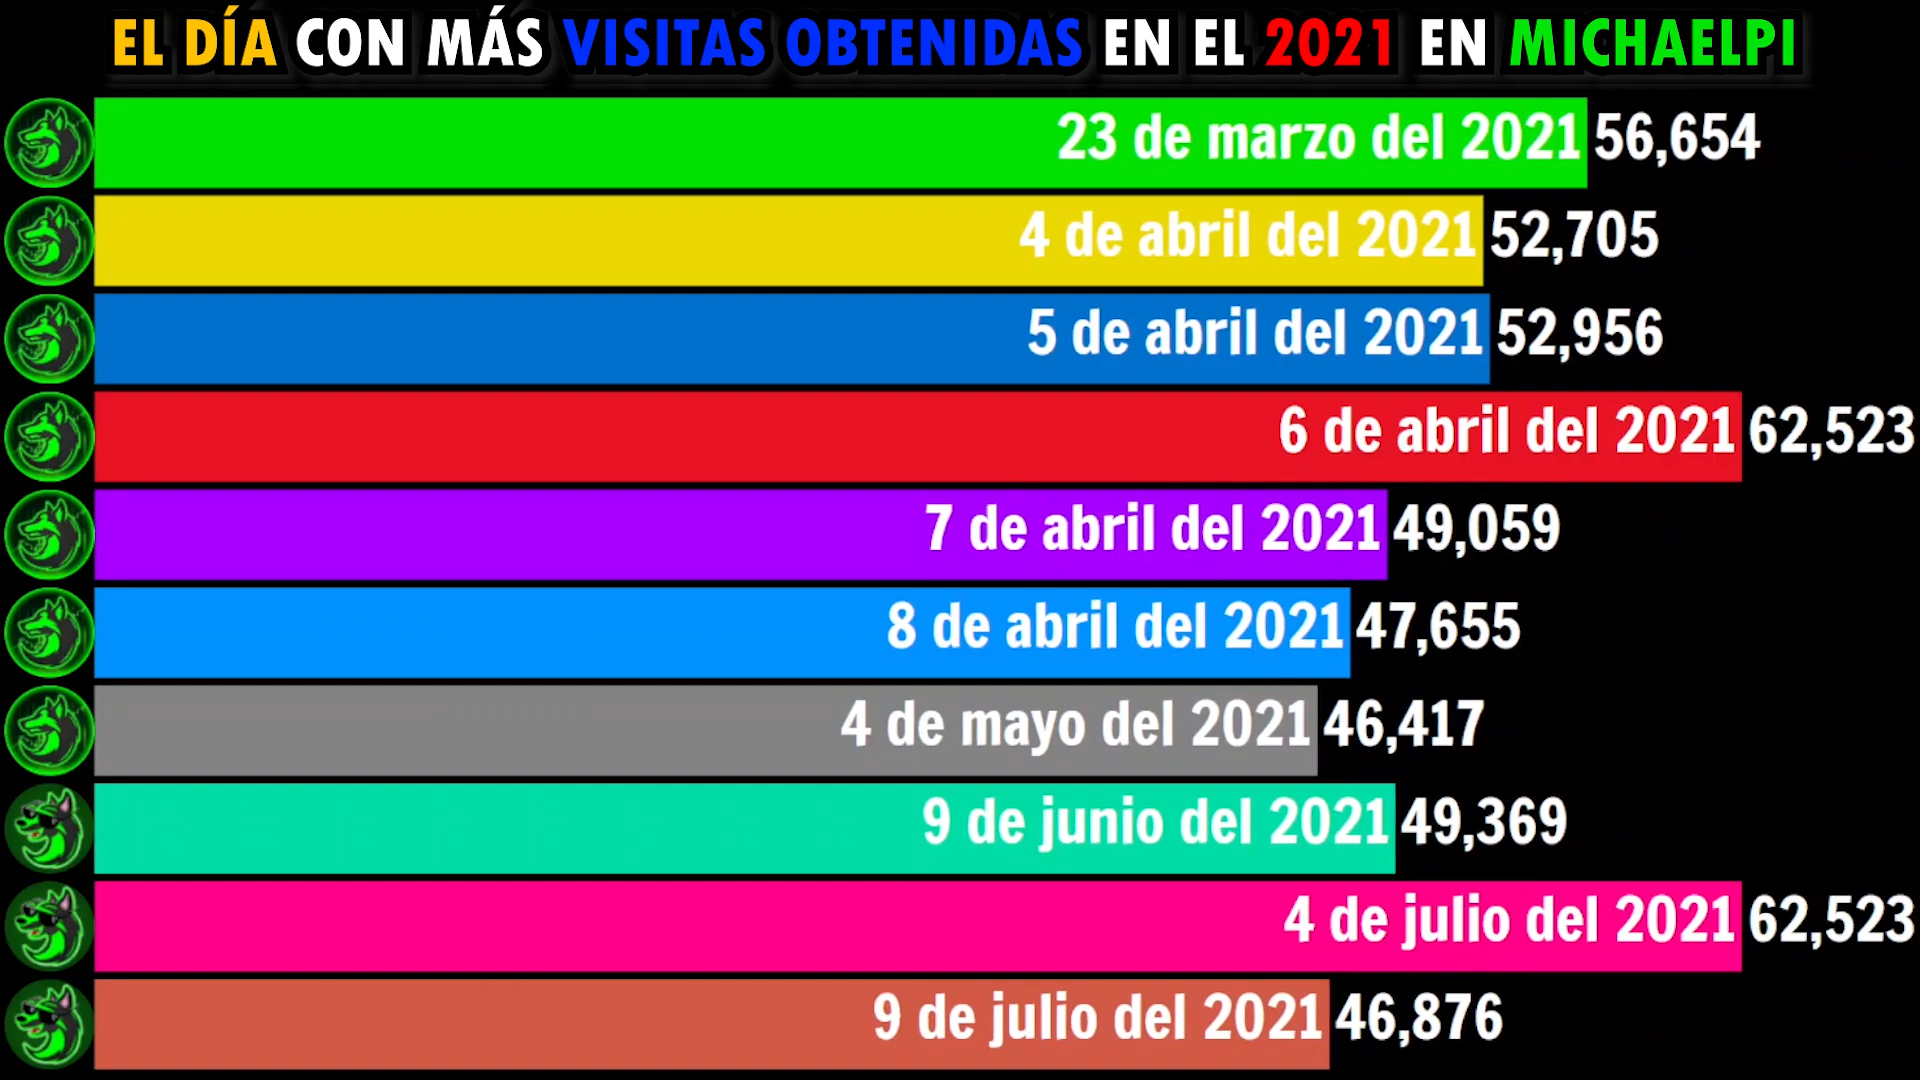 EL DÍA CON MÁS VISITAS OBTENIDAS EN EL 2021 EN MICHAELPI
23 de marzo del 2021 56,654
4 de abril del 2021 52,705
5 de abril del 2021 52,956
6 de abril del 2021 62,523
7 de abril del 2021 49,059
8 de abril del 2021 47,655
4 de mayo del 2021 46,417
9 de junio del 2021 49,369
4 de julio del 2021 62,523
9 de julio del 2021 46,876